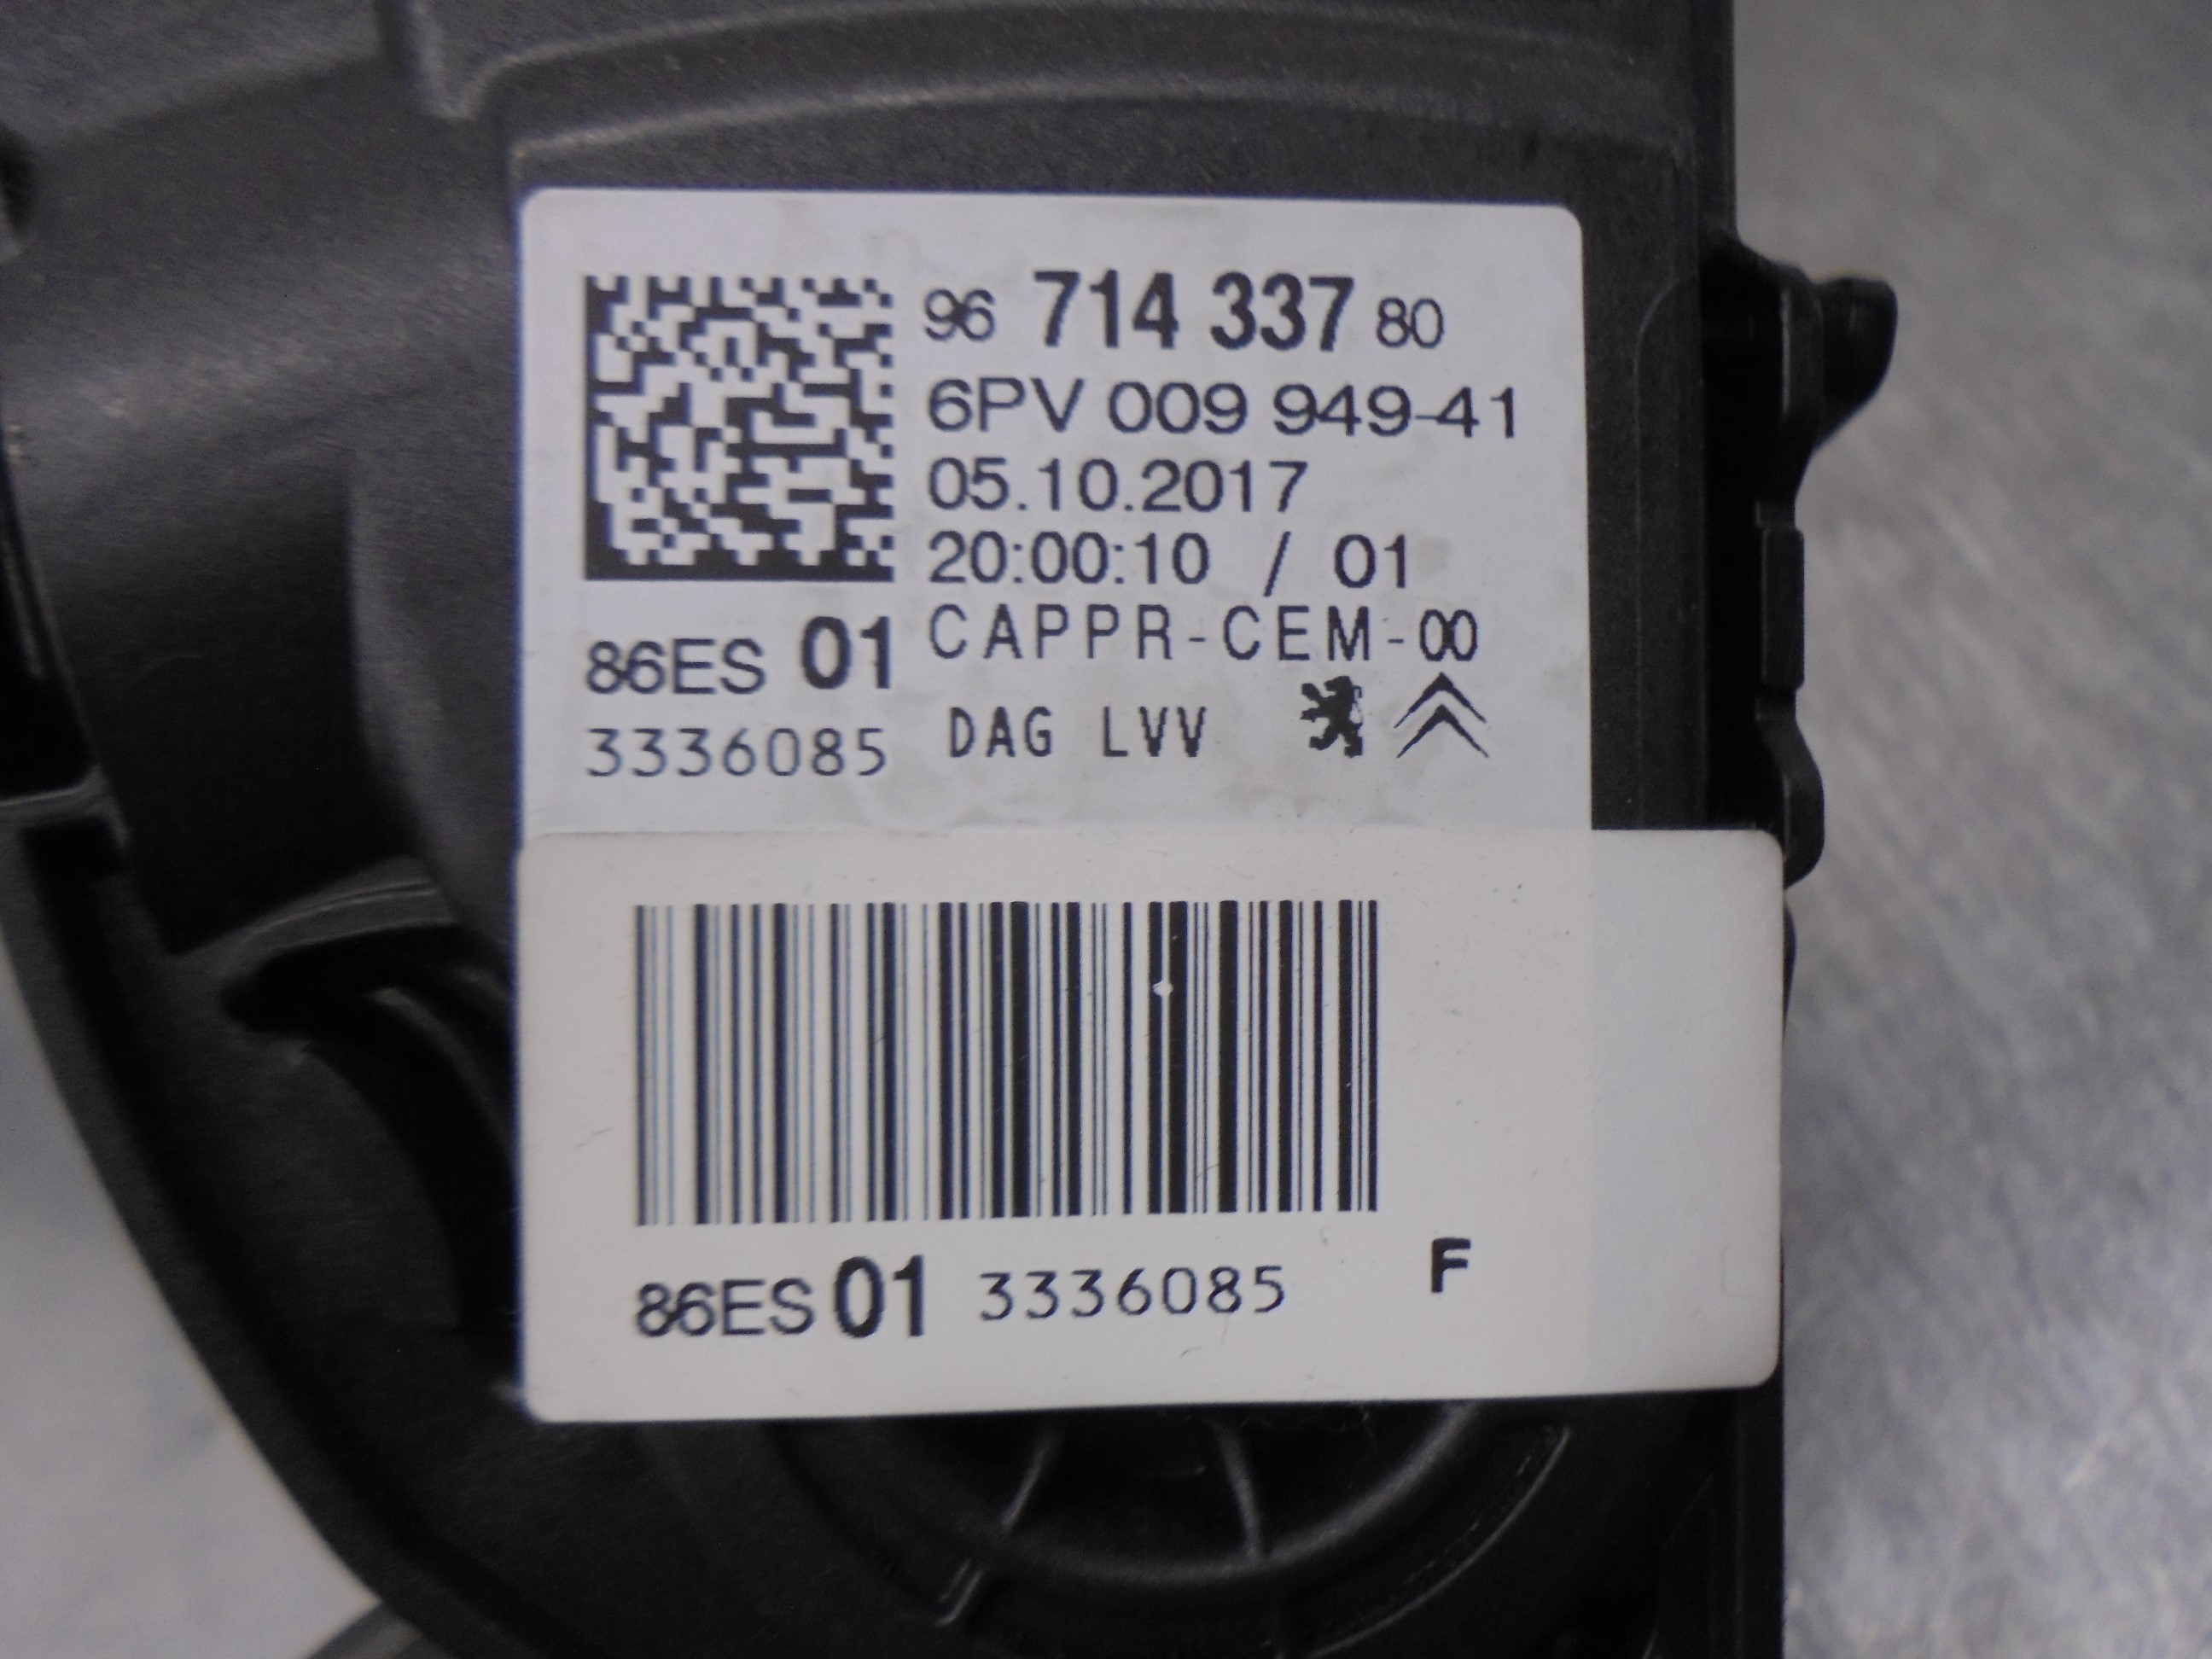 96 714 337 80
6PV 009 949-41
05.10.2017
20:00:10 / 01
CAPPR-CEM-00
86ES 01
3336085
DAG LVV
86ES 01 3336085
F